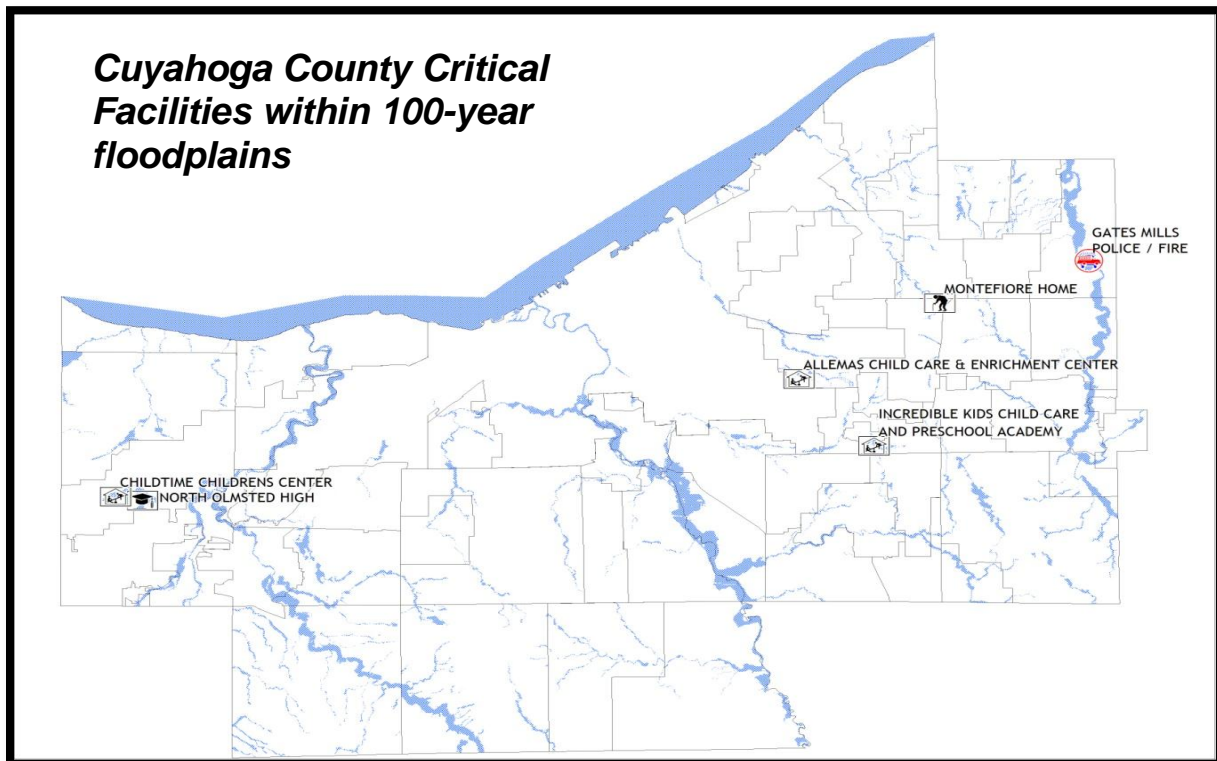 Cuyahoga County Critical
Facilities within 100-year
floodplains
GATES MILLS
POLICE / FIRE
MONTEFIORE HOME
ALLEMAS CHILD CARE & ENRICHMENT CENTER
INCREDIBLE KIDS CHILD CARE
AND PRESCHOOL ACADEMY
CHILDTIME CHILDRENS CENTER
NORTH OLMSTED HIGH